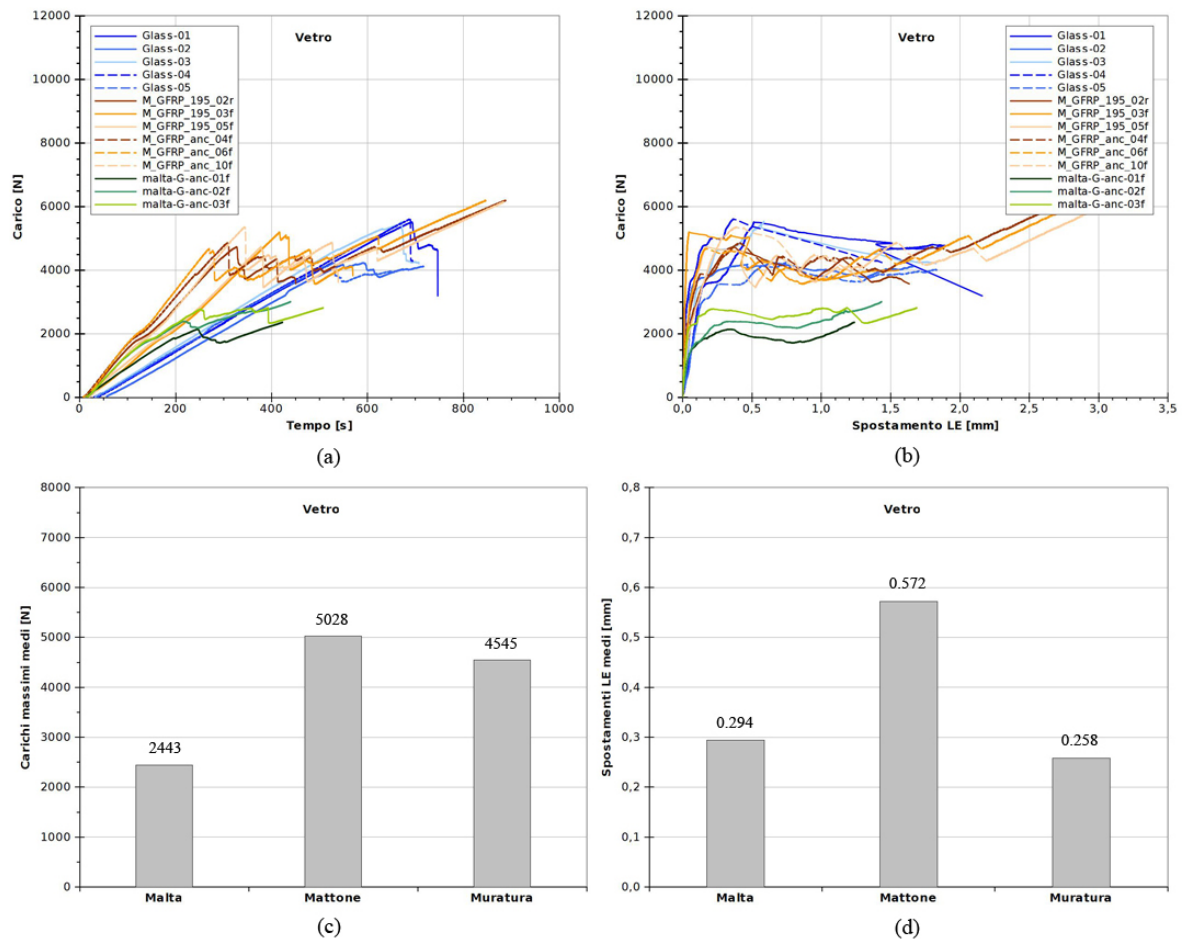 Vetro
Carico [N]
12000
10000
8000
6000
4000
2000
0
Glass-01
Glass-02
Glass-03
Glass-04
Glass-05
M_GFRP_195_02r
M_GFRP_195_03f
M_GFRP_195_05f
M_GFRP_anc_04f
M_GFRP_anc_06f
M_GFRP_anc_10f
malta-G-anc-01f
malta-G-anc-02f
malta-G-anc-03f
0 200 400 600 800 1000
Tempo [s]
(a)
Vetro
Carico [N]
12000
10000
8000
6000
4000
2000
0
Glass-01
Glass-02
Glass-03
Glass-04
Glass-05
M_GFRP_195_02r
M_GFRP_195_03f
M_GFRP_195_05f
M_GFRP_anc_04f
M_GFRP_anc_06f
M_GFRP_anc_10f
malta-G-anc-01f
malta-G-anc-02f
malta-G-anc-03f
0,0 0,5 1,0 1,5 2,0 2,5 3,0 3,5
Spostamento LE [mm]
(b)
Vetro
Carichi massimi medi [N]
8000
7000
6000
5000
4000
3000
2000
1000
0
2443
5028
4545
Malta Mattone Muratura
(c)
Vetro
Spostamenti LE medi [mm]
0,8
0,7
0,6
0,5
0,4
0,3
0,2
0,1
0,0
0.294
0.572
0.258
Malta Mattone Muratura
(d)